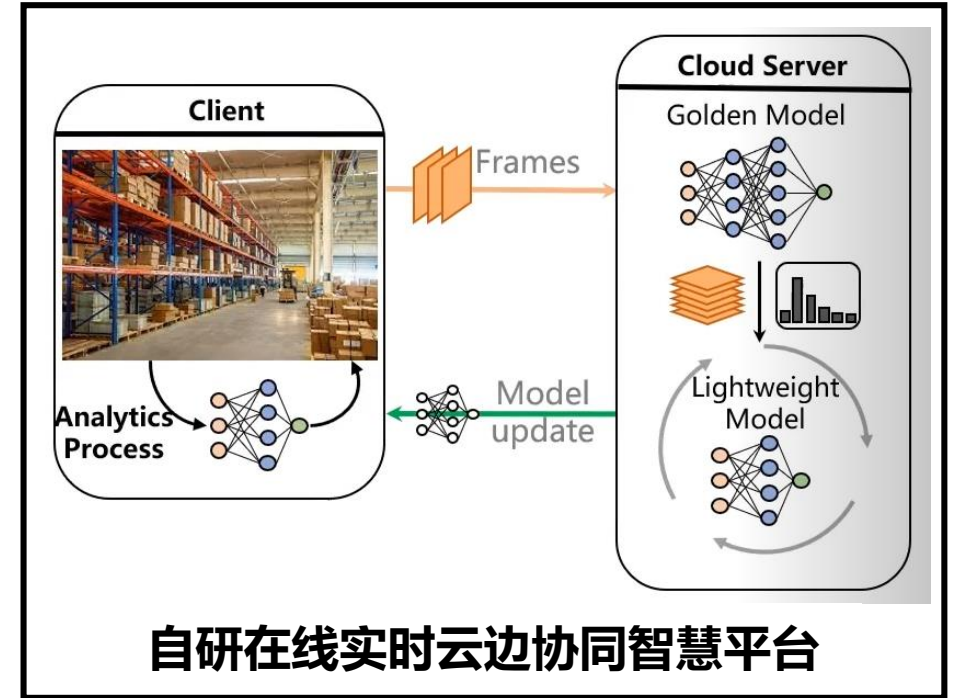 Client
Analytics
Process
Frames
Model
update
Cloud Server
Golden Model
Lightweight
Model
自研在线实时云边协同智慧平台